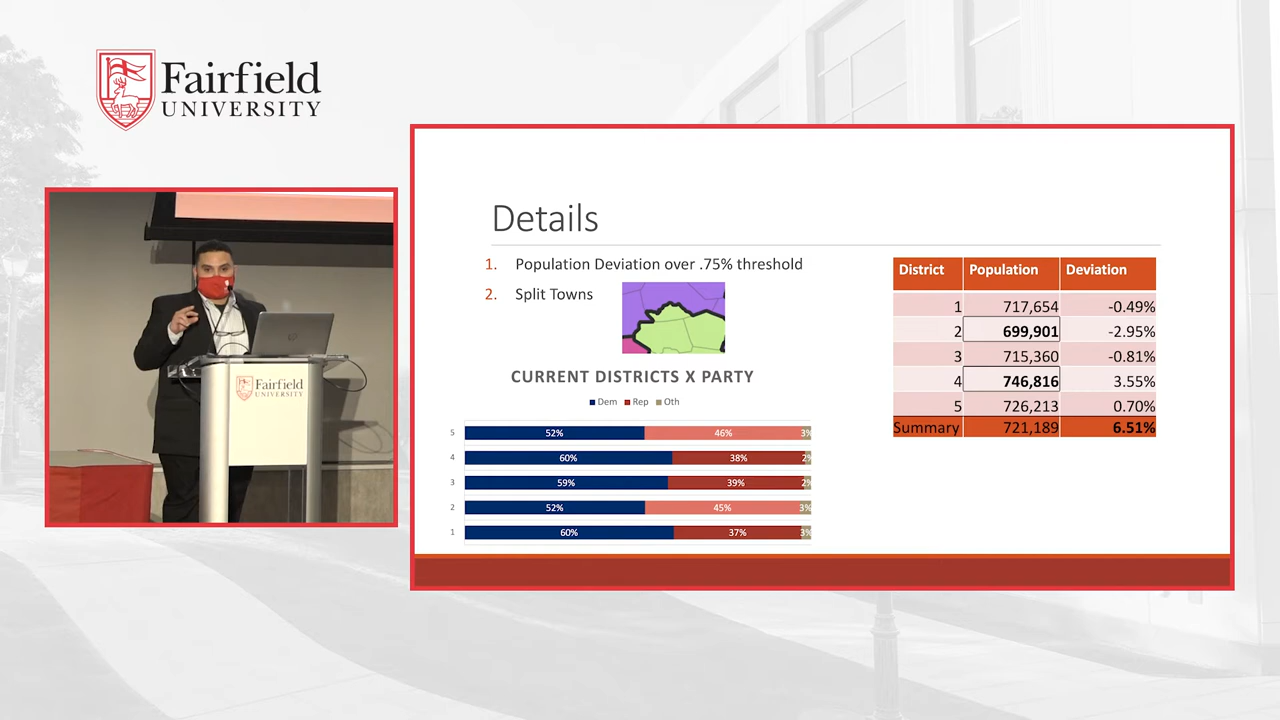 Fairfield
UNIVERSITY
Fairfield
UNIVERSITY
Details
1. Population Deviation over .75% threshold
2. Split Towns
CURRENT DISTRICTS X PARTY
Dem Rep Oth
5 52% 46% 3%
4 60% 38% 2%
3 59% 39% 2%
2 52% 45% 3%
1 60% 37% 3%
District Population Deviation
1 717,654 -0.49%
2 699,901 -2.95%
3 715,360 -0.81%
4 746,816 3.55%
5 726,213 0.70%
Summary 721,189 6.51%